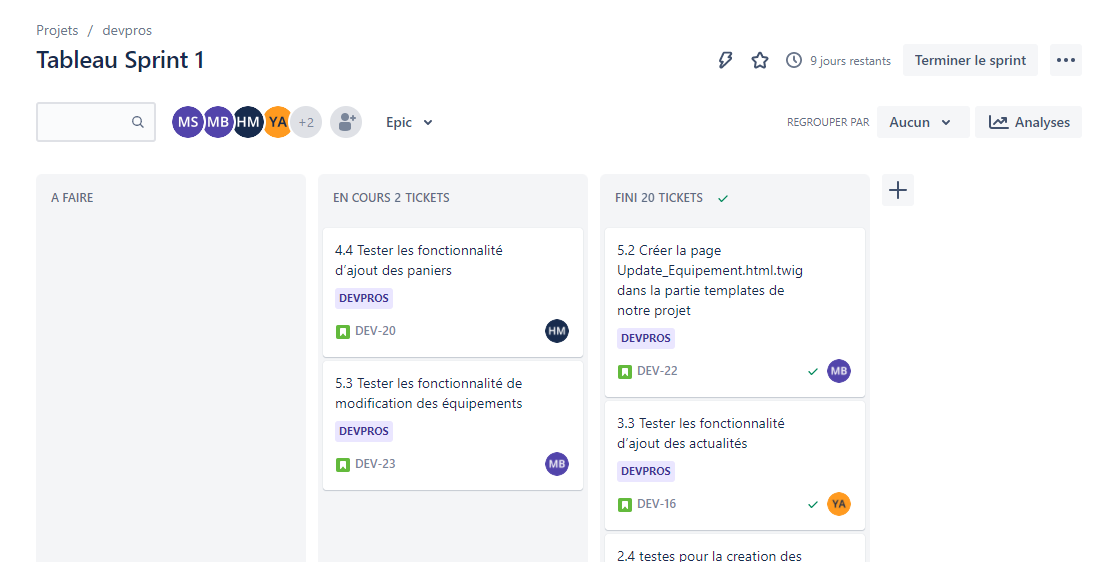 Projets / devpros
Tableau Sprint 1
9 jours restants
Terminer le sprint
MS MB HM YA +2
Epic
REGROUPER PAR
Aucun
Analyses
A FAIRE
EN COURS 2 TICKETS
4.4 Tester les fonctionnalité
d'ajout des paniers
DEVPROS
DEV-20
HM
5.3 Tester les fonctionnalité de
modification des équipements
DEVPROS
DEV-23
MB
FINI 20 TICKETS
5.2 Créer la page
Update_Equipement.html.twig
dans la partie templates de
notre projet
DEVPROS
DEV-22
MB
3.3 Tester les fonctionnalité
d'ajout des actualités
DEVPROS
DEV-16
YA
2.4 testes pour la creation des